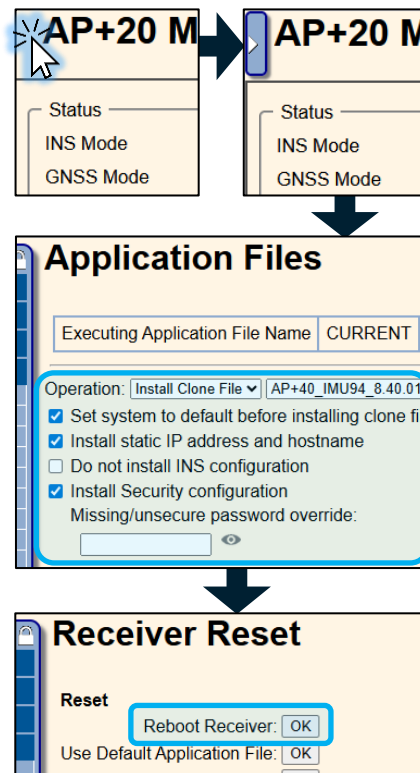 AP+20 M
Status
INS Mode
GNSS Mode
AP+20 M
Status
INS Mode
GNSS Mode
Application Files
Executing Application File Name CURRENT
Operation: Install Clone File AP+40_IMU94_8.40.01
Set system to default before installing clone fi
Install static IP address and hostname
Do not install INS configuration
Install Security configuration
Missing/unsecure password override:
Receiver Reset
Reset
Reboot Receiver: OK
Use Default Application File: OK